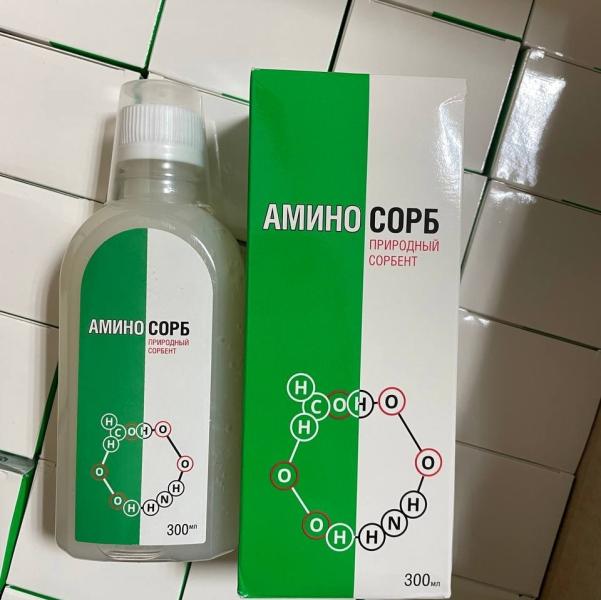 АМИНО СОРБ
ПРИРОДНЫЙ
СОРБЕНТ
H
C O H O
H
O
O
O H H N H
300мл
АМИНО СОРБ
ПРИРОДНЫЙ
СОРБЕНТ
H
C O H O
H
O
O
O H H N H
300мл